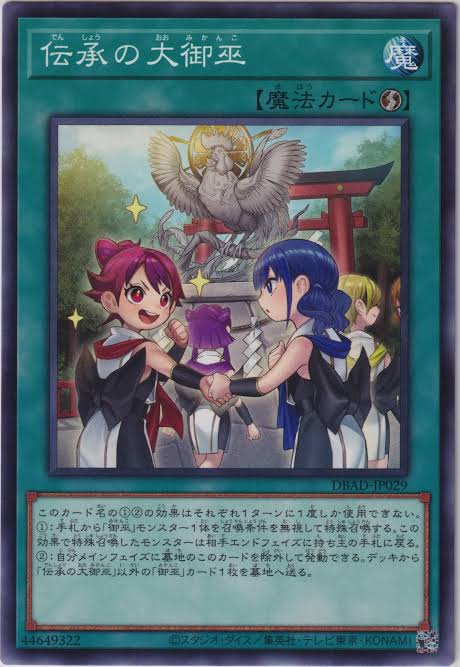 伝承の大御巫
魔
【魔法カード】
DBAD-JP029
このカード名の①②の効果はそれぞれ1ターンに1度しか使用できない。
①：手札から「御巫」モンスター1体を召喚条件を無視して特殊召喚する。この
効果で特殊召喚したモンスターは相手エンドフェイズに持ち主の手札に戻る。
②：自分メインフェイズに墓地のこのカードを除外して発動できる。デッキから
「伝承の大御巫」以外の「御巫」カード1枚を墓地へ送る。
44649322
©スタジオ・ダイス／集英社・テレビ東京・KONAMI